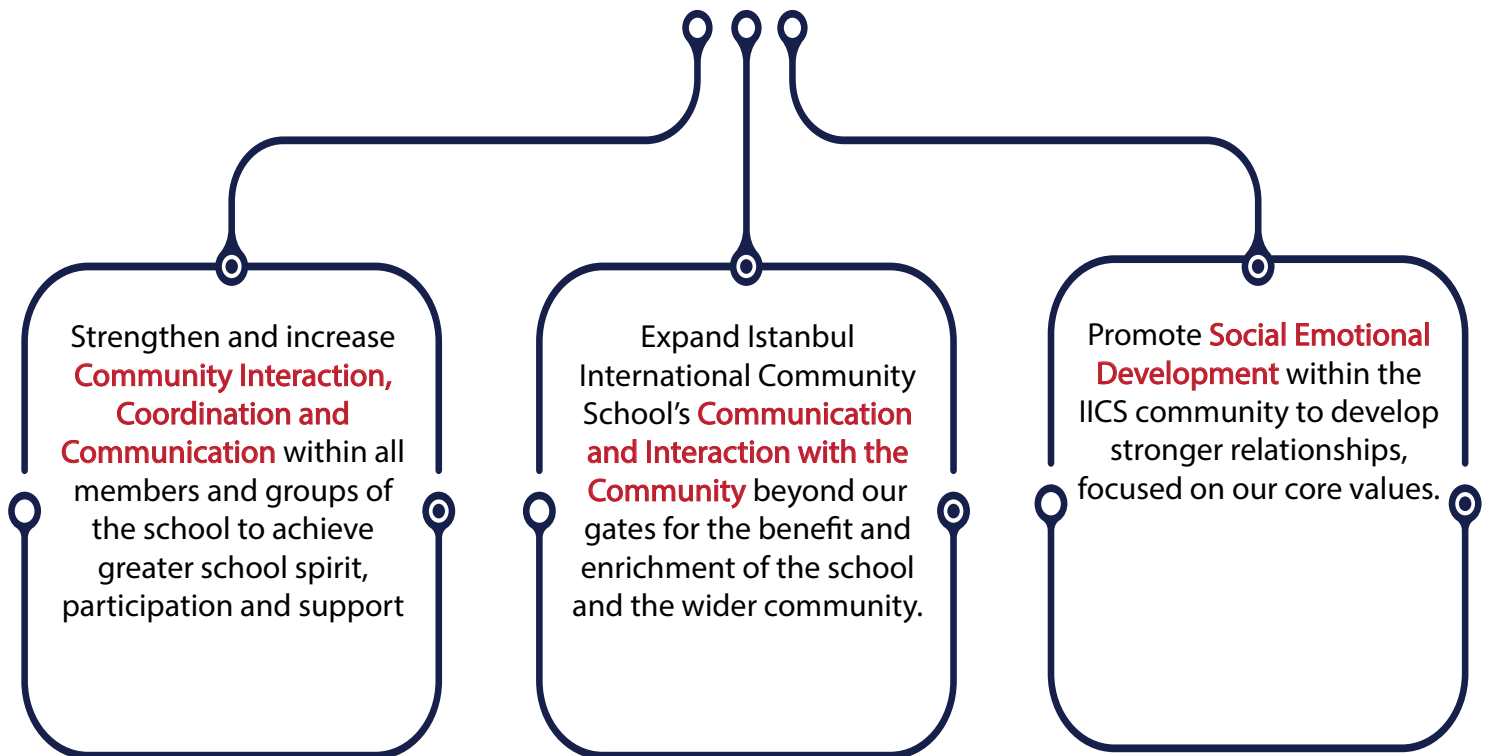 Strengthen and increase
Community Interaction,
Coordination and
Communication within all
members and groups of
the school to achieve
greater school spirit,
participation and support
Expand Istanbul
International Community
School’s Communication
and Interaction with the
Community beyond our
gates for the benefit and
enrichment of the school
and the wider community.
Promote Social Emotional
Development within the
IICS community to develop
stronger relationships,
focused on our core values.